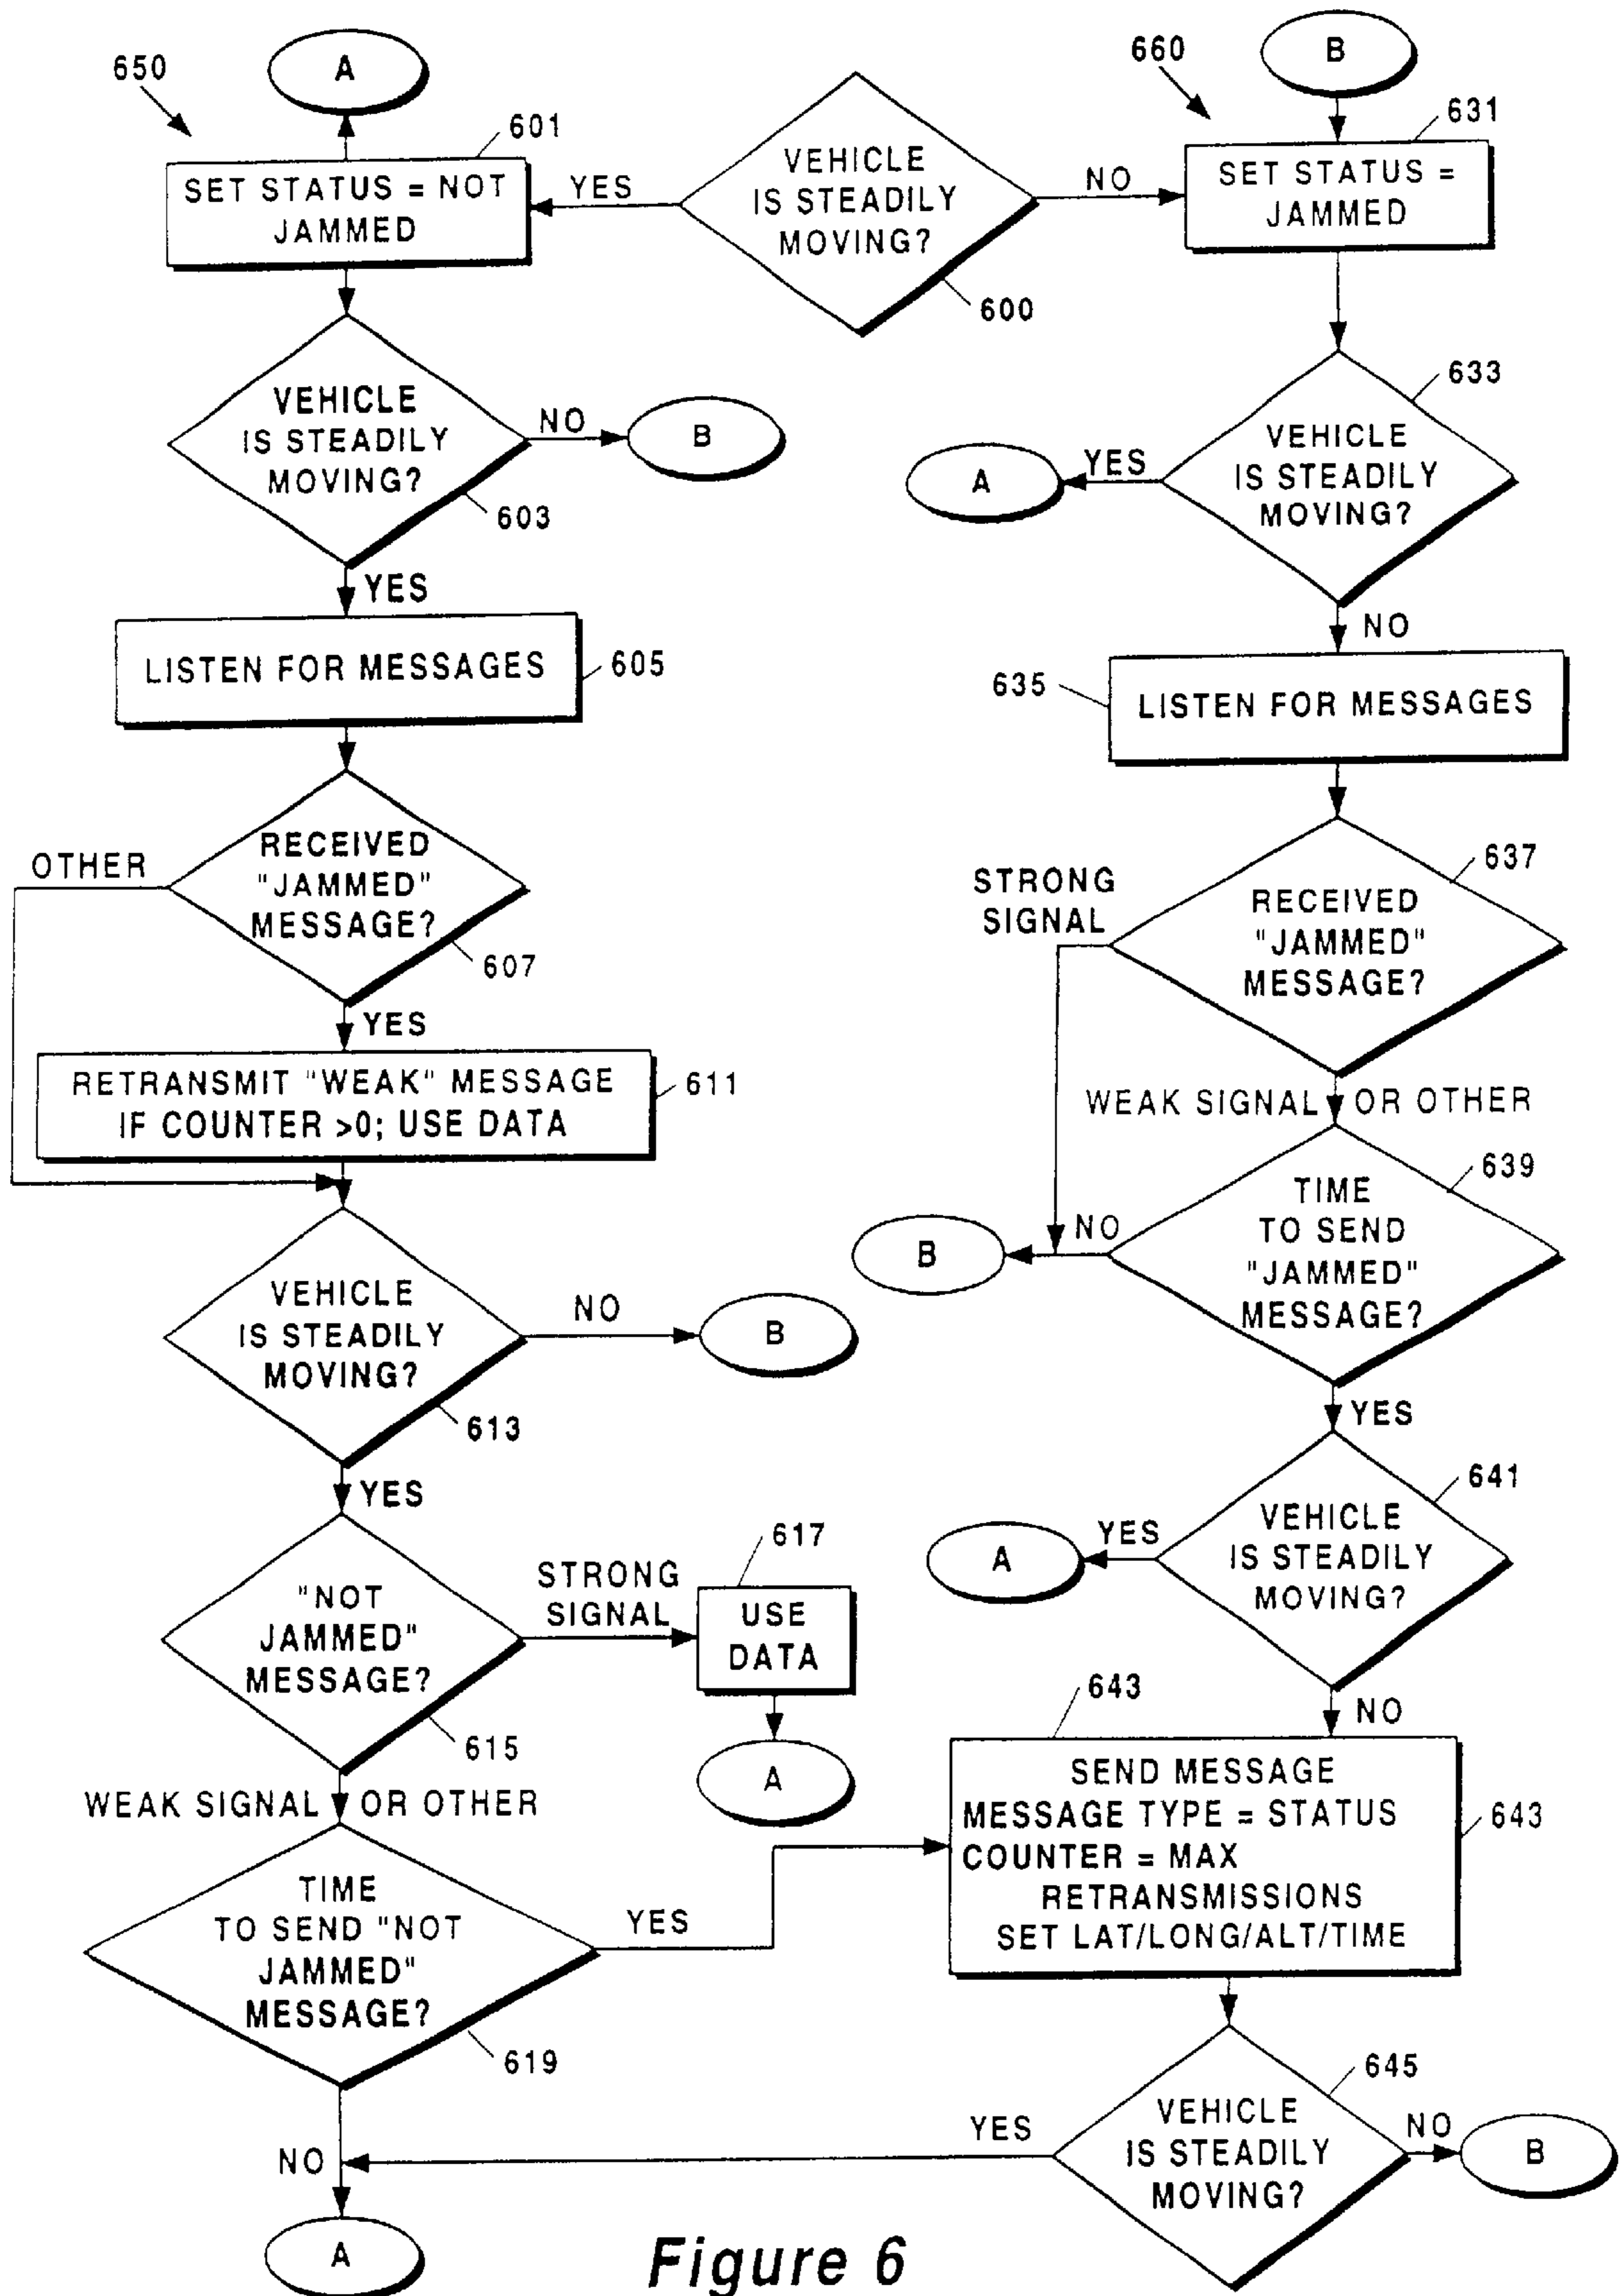 650
A
660
B
601
631
SET STATUS = NOT
JAMMED
YES
VEHICLE
IS STEADILY
MOVING?
600
NO
SET STATUS =
JAMMED
VEHICLE
IS STEADILY
MOVING?
603
NO
B
633
VEHICLE
IS STEADILY
MOVING?
YES
A
YES
NO
LISTEN FOR MESSAGES
605
635
LISTEN FOR MESSAGES
OTHER
RECEIVED
"JAMMED"
MESSAGE?
607
STRONG
SIGNAL
637
RECEIVED
"JAMMED"
MESSAGE?
YES
RETRANSMIT "WEAK" MESSAGE
IF COUNTER >0; USE DATA
611
WEAK SIGNAL OR OTHER
639
TIME
TO SEND
"JAMMED"
MESSAGE?
NO
B
VEHICLE
IS STEADILY
MOVING?
613
NO
B
YES
YES
641
VEHICLE
IS STEADILY
MOVING?
YES
A
"NOT
JAMMED"
MESSAGE?
615
STRONG
SIGNAL
617
USE
DATA
A
NO
643
SEND MESSAGE
MESSAGE TYPE = STATUS
COUNTER = MAX
RETRANSMISSIONS
SET LAT/LONG/ALT/TIME
643
WEAK SIGNAL OR OTHER
TIME
TO SEND "NOT
JAMMED"
MESSAGE?
619
YES
645
VEHICLE
IS STEADILY
MOVING?
YES
NO
B
NO
A
Figure 6